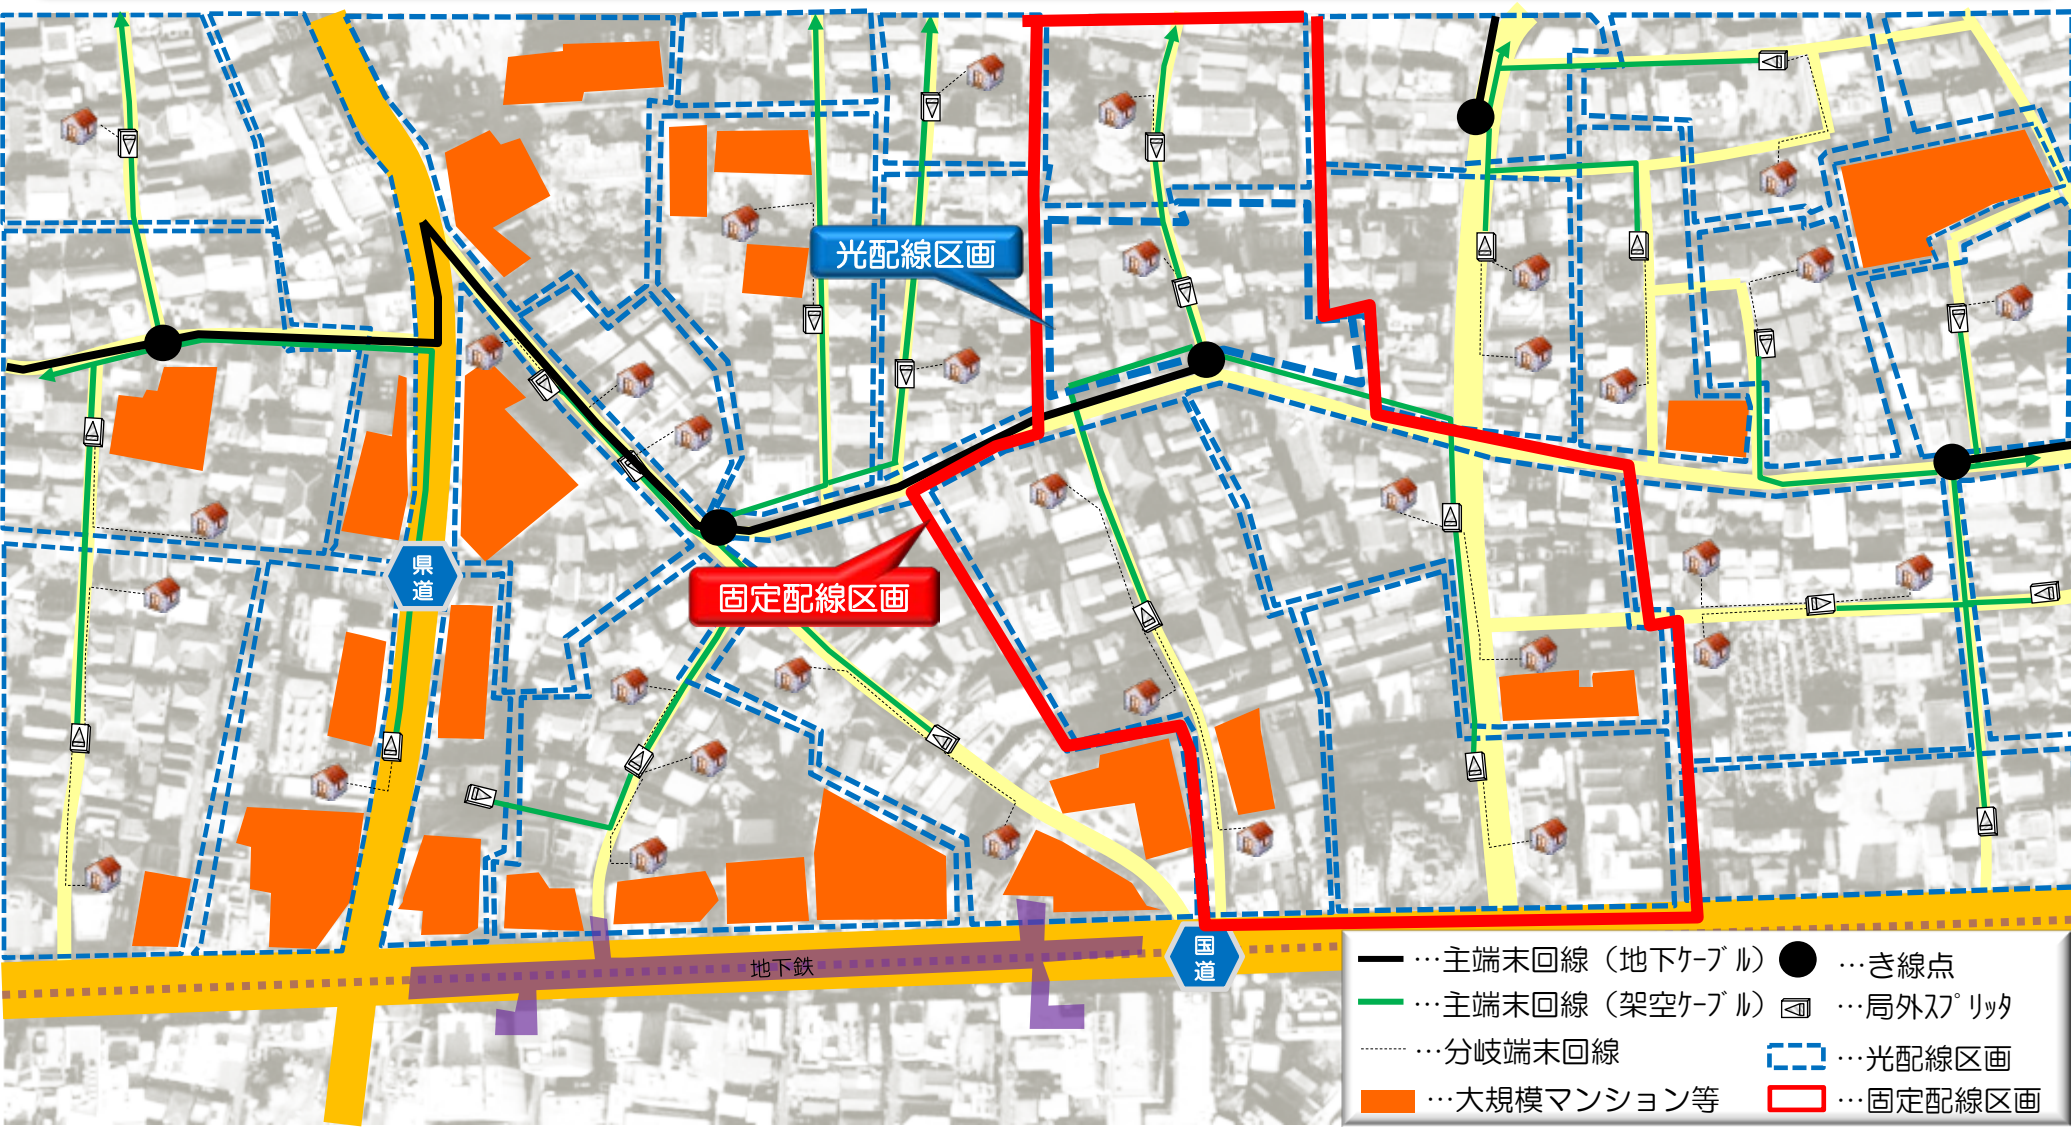 光配線区画
県道
固定配線区画
地下鉄
国道
…主端末回線（地下ｹｰﾌﾞﾙ）
…き線点
…主端末回線（架空ｹｰﾌﾞﾙ）
…局外ｽﾌﾟﾘｯﾀ
…分岐端末回線
…光配線区画
…大規模マンション等
…固定配線区画